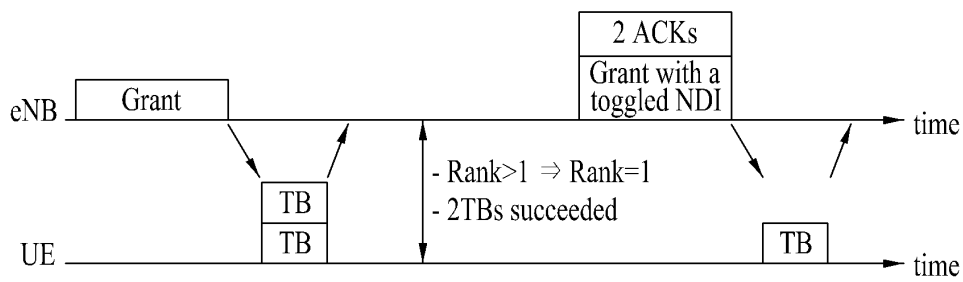 2 ACKs
Grant with a
toggled NDI
Grant
eNB
time
- Rank>1 ⇒ Rank=1
- 2TBs succeeded
TB
TB
TB
UE
time